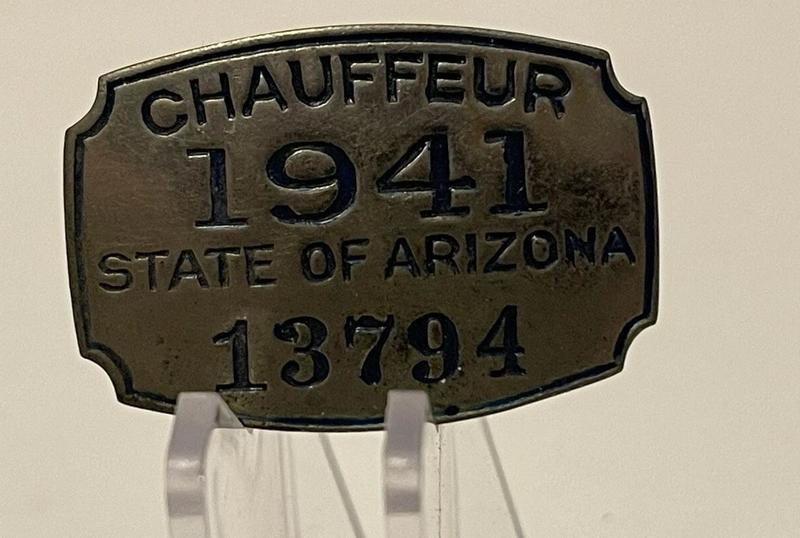 CHAUFFEUR
1941
STATE OF ARIZONA
13794